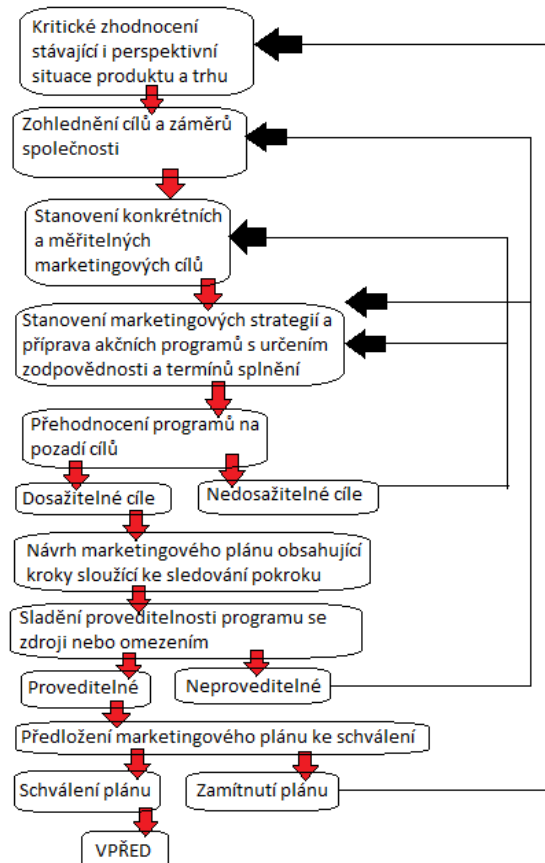 Kritické zhodnocení
stávající i perspektivní
situace produktu a trhu
Zohlednění cílů a záměrů
společnosti
Stanovení konkrétních
a měřitelných
marketingových cílů
Stanovení marketingových strategií a
příprava akčních programů s určením
zodpovědnosti a termínů splnění
Přehodnocení programů na
pozadí cílů
Dosažitelné cíle
Nedosažitelné cíle
Návrh marketingového plánu obsahující
kroky sloužící ke sledování pokroku
Sladění proveditelnosti programu se
zdroji nebo omezením
Proveditelné
Neproveditelné
Předložení marketingového plánu ke schválení
Schválení plánu
Zamítnutí plánu
VPŘED